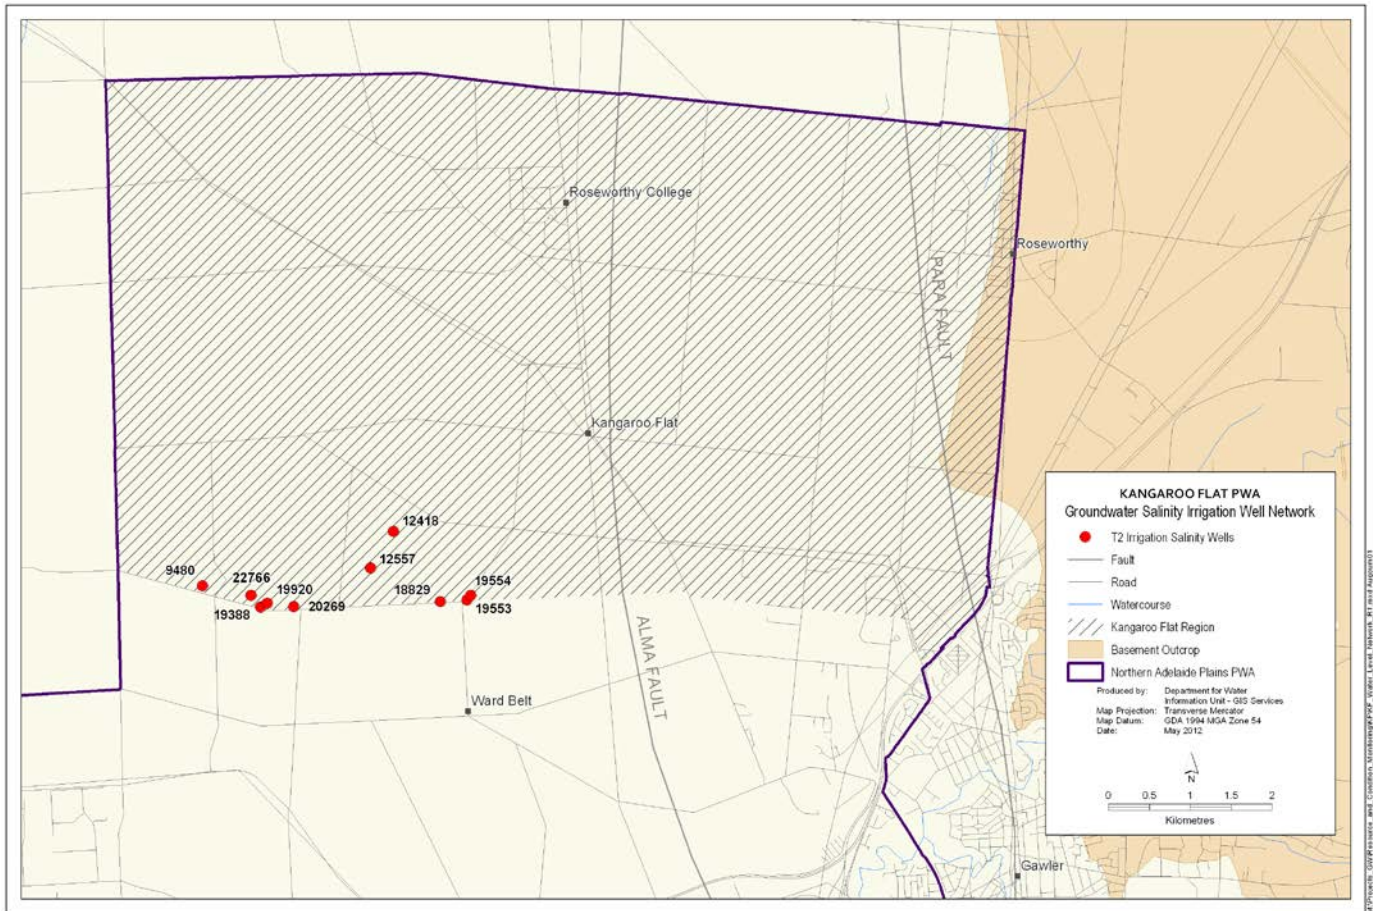 Roseworthy College
Roseworthy
PARA FAULT
Kangaroo Flat
12418
12557
9480
22766
19920
18829
19554
19388
20269
19553
ALMA FAULT
Ward Belt
Gawler
KANGAROO FLAT PWA
Groundwater Salinity Irrigation Well Network
T2 Irrigation Salinity Wells
Fault
Road
Watercourse
Kangaroo Flat Region
Basement Outcrop
Northern Adelaide Plains PWA
Produced by: Department for Water
Information Unit - GIS Services
Map Projection: Transverse Mercator
Map Datum: GDA 1994 MGA Zone 54
Date: May 2012
N
0 0.5 1 1.5 2
Kilometres